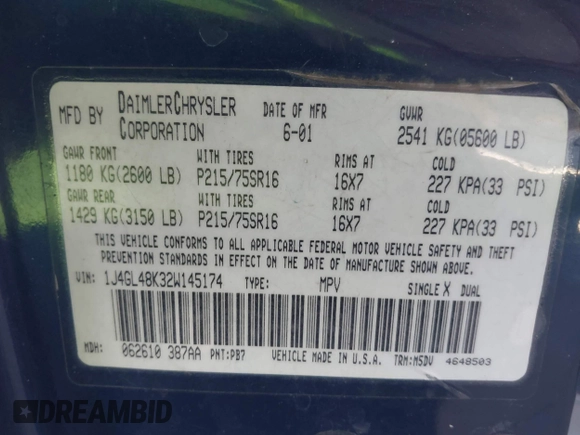 MFD BY DAIMLERCHRYSLER CORPORATION DATE OF MFR 6-01 GVWR 2541 KG(05600 LB)
GAWR FRONT WITH TIRES RIMS AT COLD
1180 KG(2600 LB) P215/75SR16 16X7 227 KPA(33 PSI)
GAWR REAR WITH TIRES RIMS AT COLD
1429 KG(3150 LB) P215/75SR16 16X7 227 KPA(33 PSI)
THIS VEHICLE CONFORMS TO ALL APPLICABLE FEDERAL MOTOR VEHICLE SAFETY AND THEFT
PREVENTION STANDARDS IN EFFECT ON THE DATE OF MANUFACTURE SHOWN ABOVE.
VIN: 1J4GL48K32W145174 TYPE: MPV SINGLE X DUAL
MDH: 062610 387AA PNT:PB7 VEHICLE MADE IN U.S.A. TRM:MSDV 4648503
DREAMBID